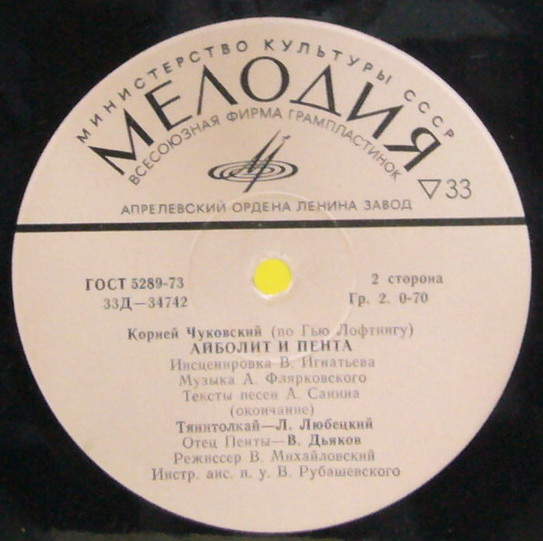 МИНИСТЕРСТВО КУЛЬТУРЫ СССР
МЕЛОДИЯ
ВСЕСОЮЗНАЯ ФИРМА ГРАМПЛАСТИНОК
▽33
АПРЕЛЕВСКИЙ ОРДЕНА ЛЕНИНА ЗАВОД
ГОСТ 5289-73
2 сторона
33Д—34742
Гр. 2. 0-70
Корней Чуковский (по Гью Лофтингу)
АЙБОЛИТ И ПЕНТА
Инсценировка В. Игнатьева
Музыка А. Флярковского
Тексты песен А. Санина
(окончание)
Тянитолкай—Л. Любецкий
Отец Пенты—В. Дьяков
Режиссер В. Михайловский
Инстр. анс. п. у. В. Рубашевского